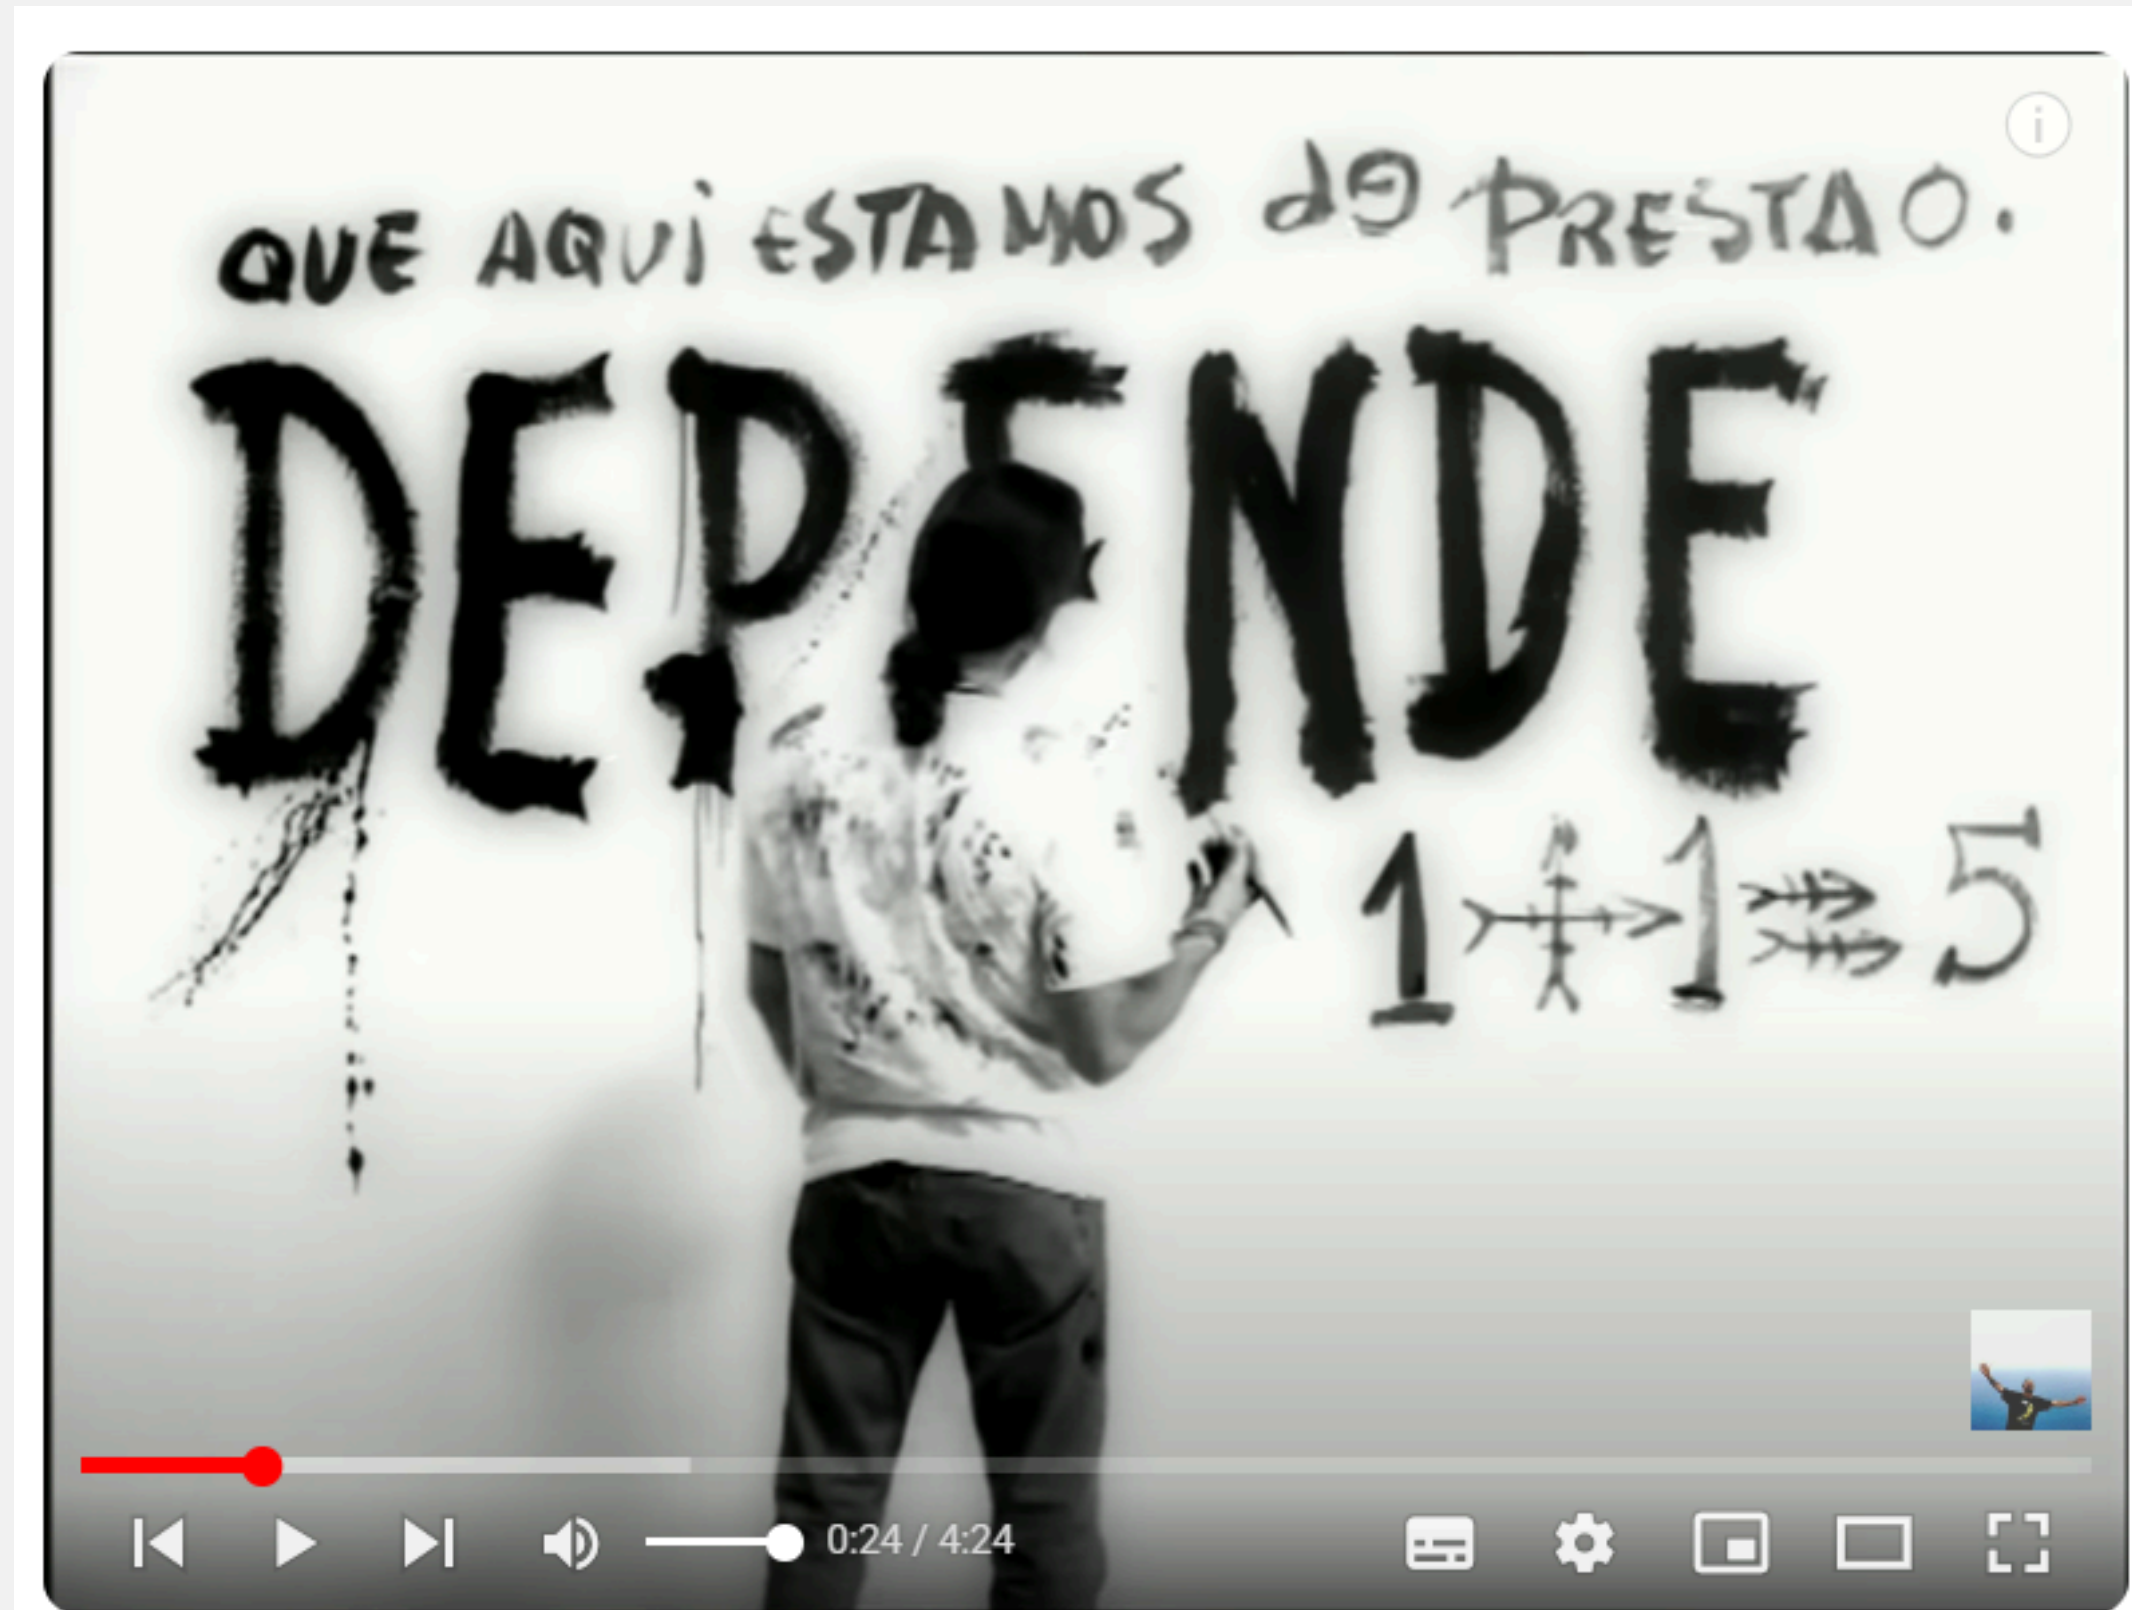 QUE AQUI ESTAMOS de PRESTAO.
DEPENDE
1 + 1 = 5
0:24 / 4:24